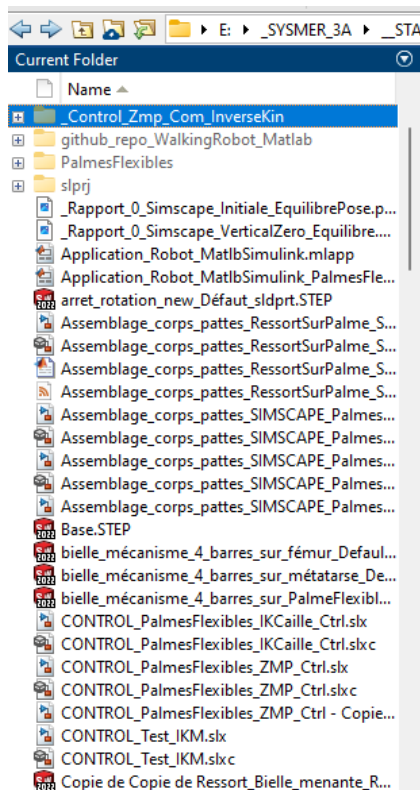 E: _SYSMER_3A __STA
Current Folder
Name
_Control_Zmp_Com_InverseKin
github_repo_WalkingRobot_Matlab
PalmesFlexibles
slprj
_Rapport_0_Simscape_Initiale_EquilibrePose.p...
_Rapport_0_Simscape_VerticalZero_Equilibre....
Application_Robot_MatlbSimulink.mlapp
Application_Robot_MatlbSimulink_PalmesFle...
arret_rotation_new_Défaut_sldprt.STEP
Assemblage_corps_pattes_RessortSurPalme_S...
Assemblage_corps_pattes_RessortSurPalme_S...
Assemblage_corps_pattes_RessortSurPalme_S...
Assemblage_corps_pattes_RessortSurPalme_S...
Assemblage_corps_pattes_SIMSCAPE_Palmes...
Assemblage_corps_pattes_SIMSCAPE_Palmes...
Assemblage_corps_pattes_SIMSCAPE_Palmes...
Assemblage_corps_pattes_SIMSCAPE_Palmes...
Assemblage_corps_pattes_SIMSCAPE_Palmes...
Base.STEP
bielle_mécanisme_4_barres_sur_fémur_Defaul...
bielle_mécanisme_4_barres_sur_métatarse_De...
bielle_mécanisme_4_barres_sur_PalmeFlexibl...
CONTROL_PalmesFlexibles_IKCaille_Ctrl.slx
CONTROL_PalmesFlexibles_IKCaille_Ctrl.slxc
CONTROL_PalmesFlexibles_ZMP_Ctrl.slx
CONTROL_PalmesFlexibles_ZMP_Ctrl.slxc
CONTROL_PalmesFlexibles_ZMP_Ctrl - Copie...
CONTROL_Test_IKM.slx
CONTROL_Test_IKM.slxc
Copie de Copie de Ressort_Bielle_menante_R...